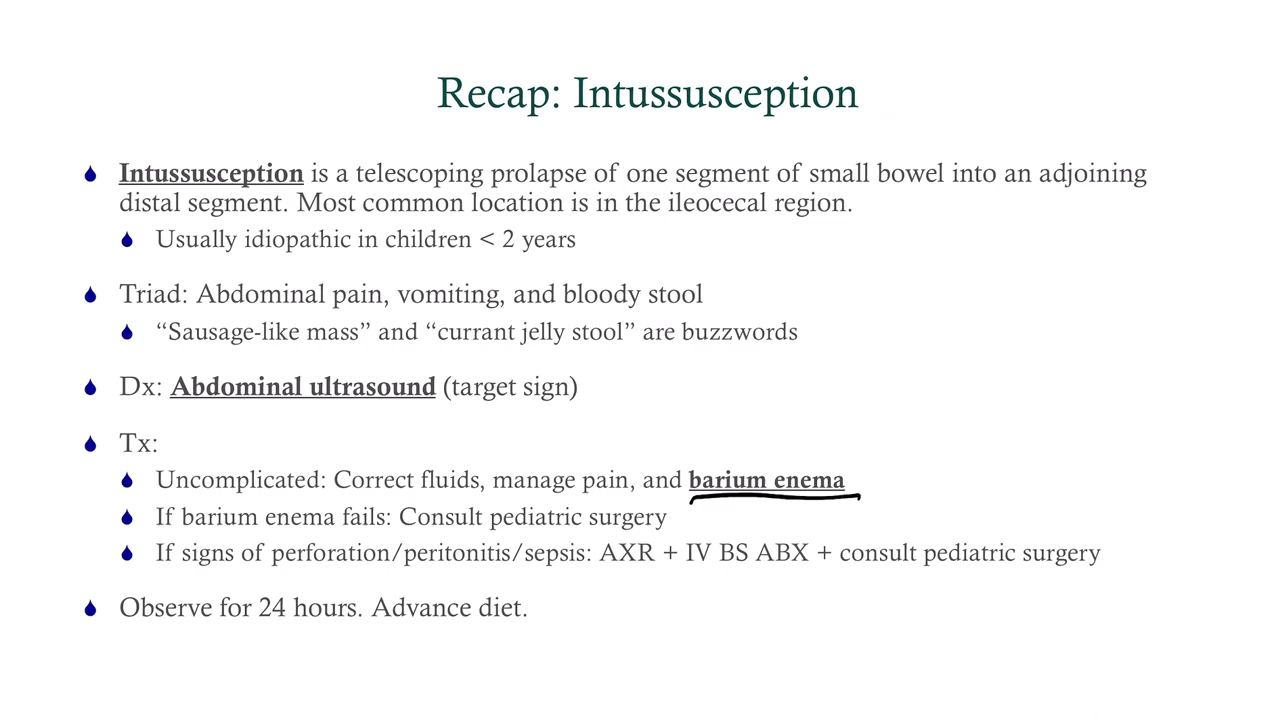 Recap: Intussusception
Intussusception is a telescoping prolapse of one segment of small bowel into an adjoining
distal segment. Most common location is in the ileocecal region.
Usually idiopathic in children < 2 years
Triad: Abdominal pain, vomiting, and bloody stool
“Sausage-like mass” and “currant jelly stool” are buzzwords
Dx: Abdominal ultrasound (target sign)
Tx:
Uncomplicated: Correct fluids, manage pain, and barium enema
If barium enema fails: Consult pediatric surgery
If signs of perforation/peritonitis/sepsis: AXR + IV BS ABX + consult pediatric surgery
Observe for 24 hours. Advance diet.